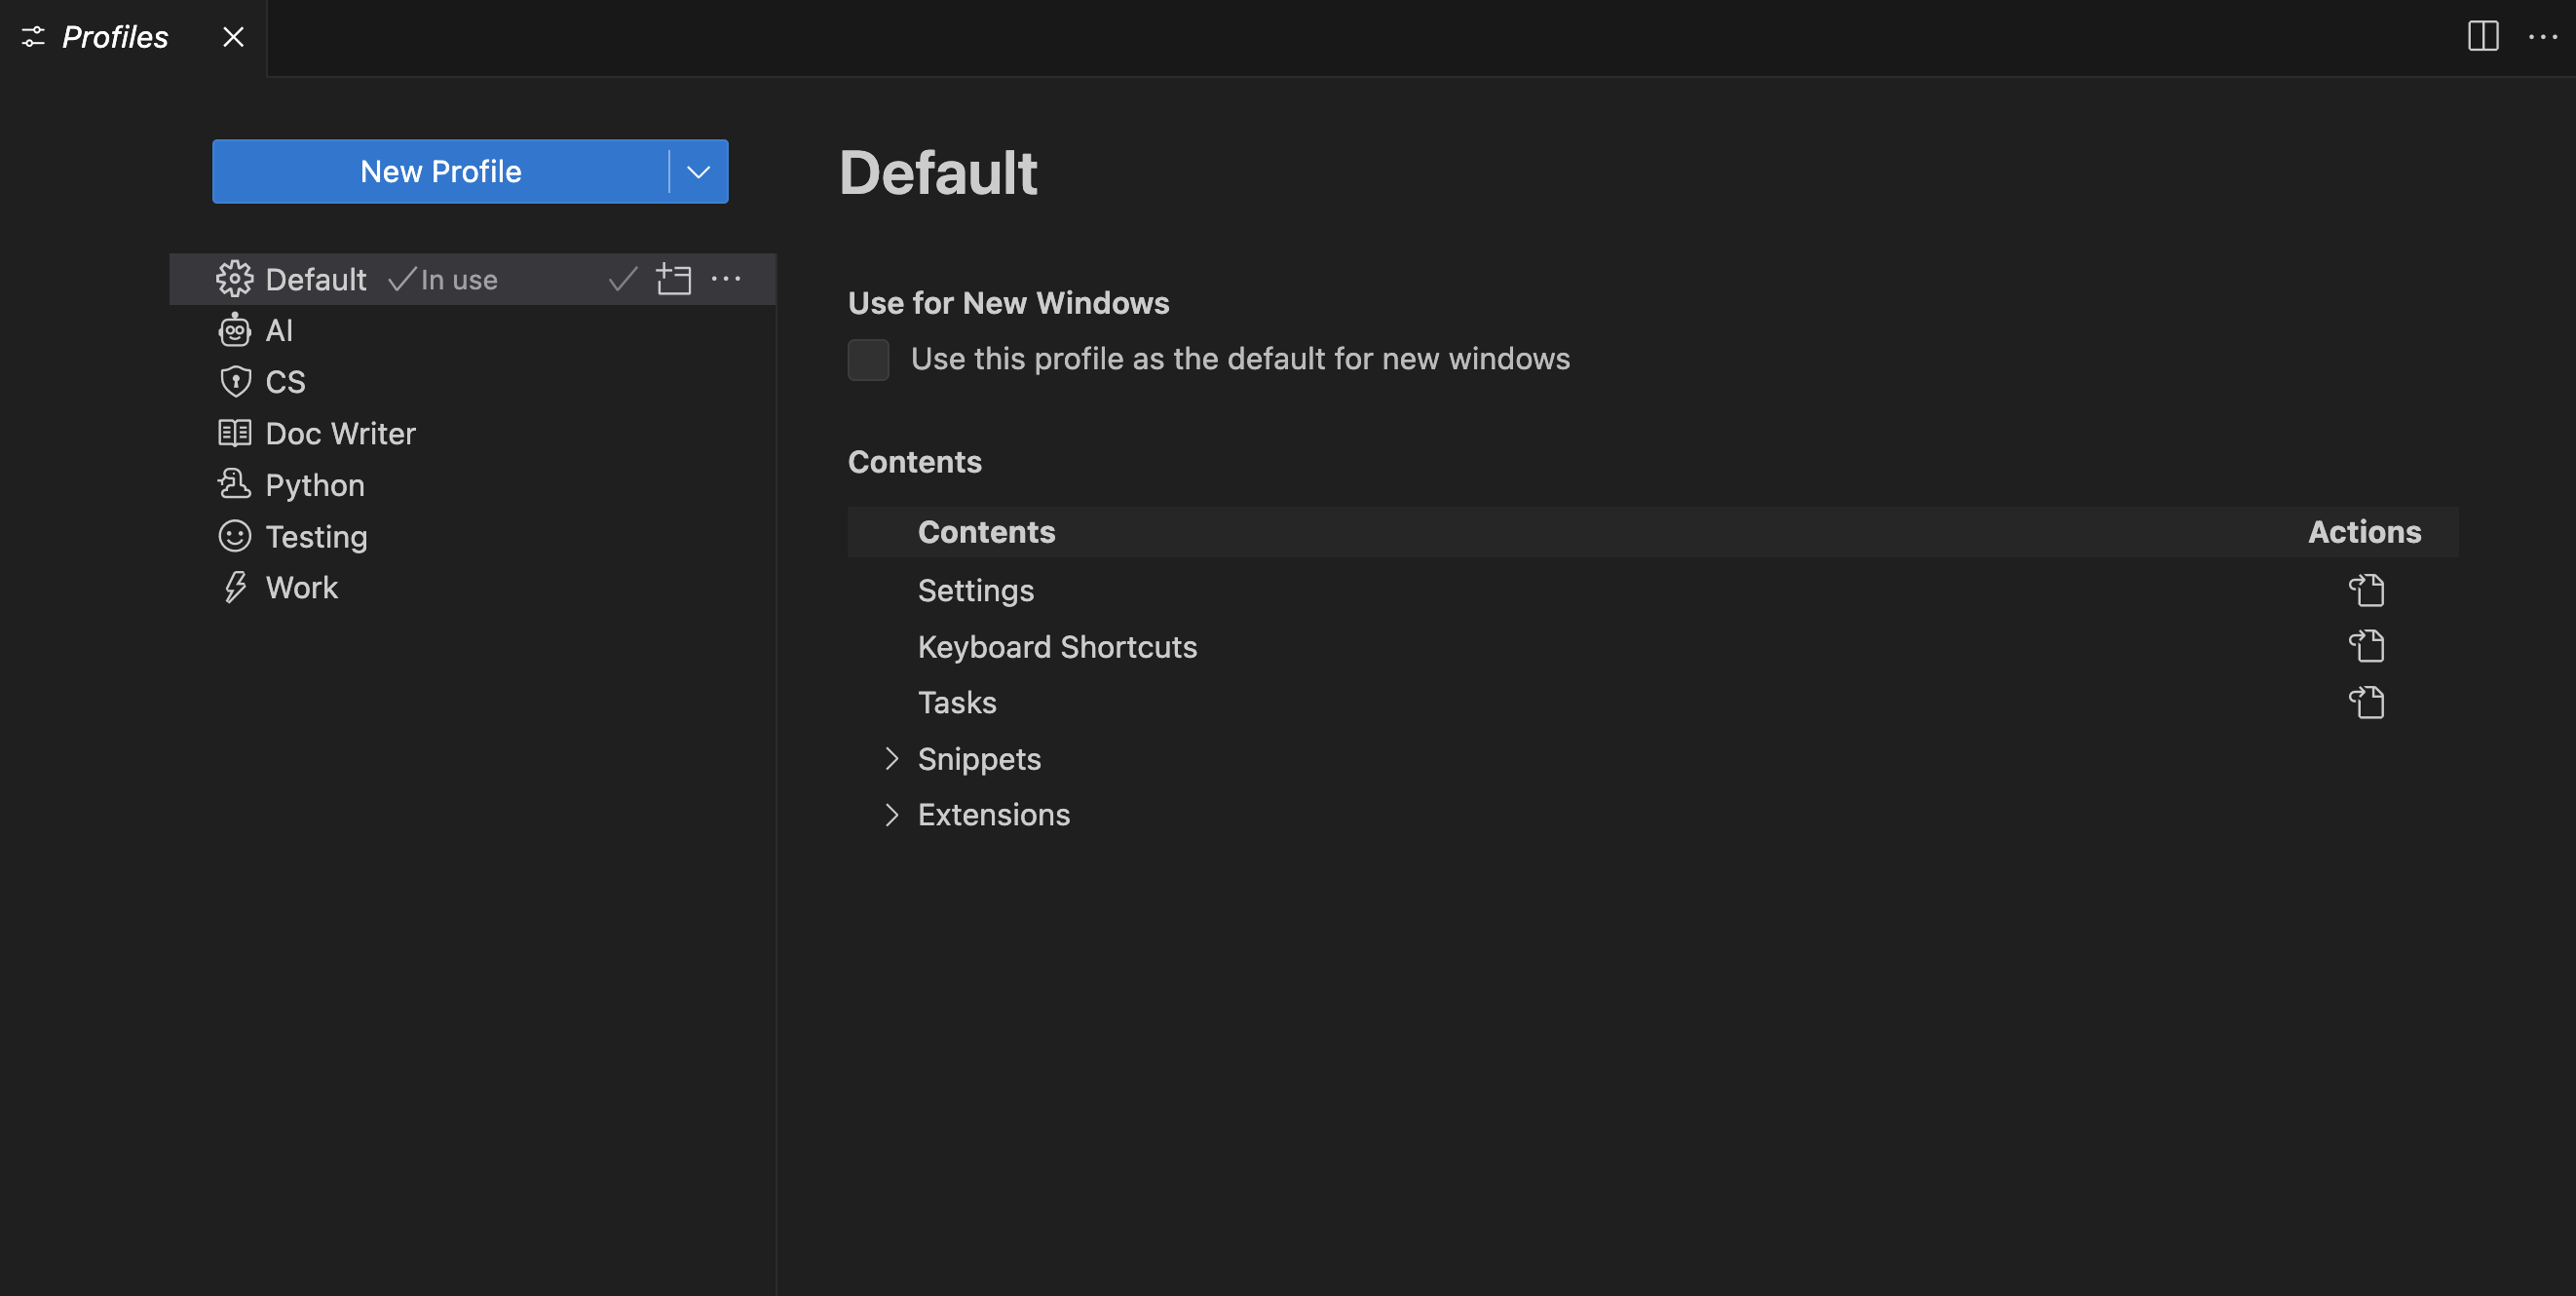 Profiles
New Profile
Default In use
AI
CS
Doc Writer
Python
Testing
Work
Default
Use for New Windows
Use this profile as the default for new windows
Contents
Contents Actions
Settings
Keyboard Shortcuts
Tasks
Snippets
Extensions